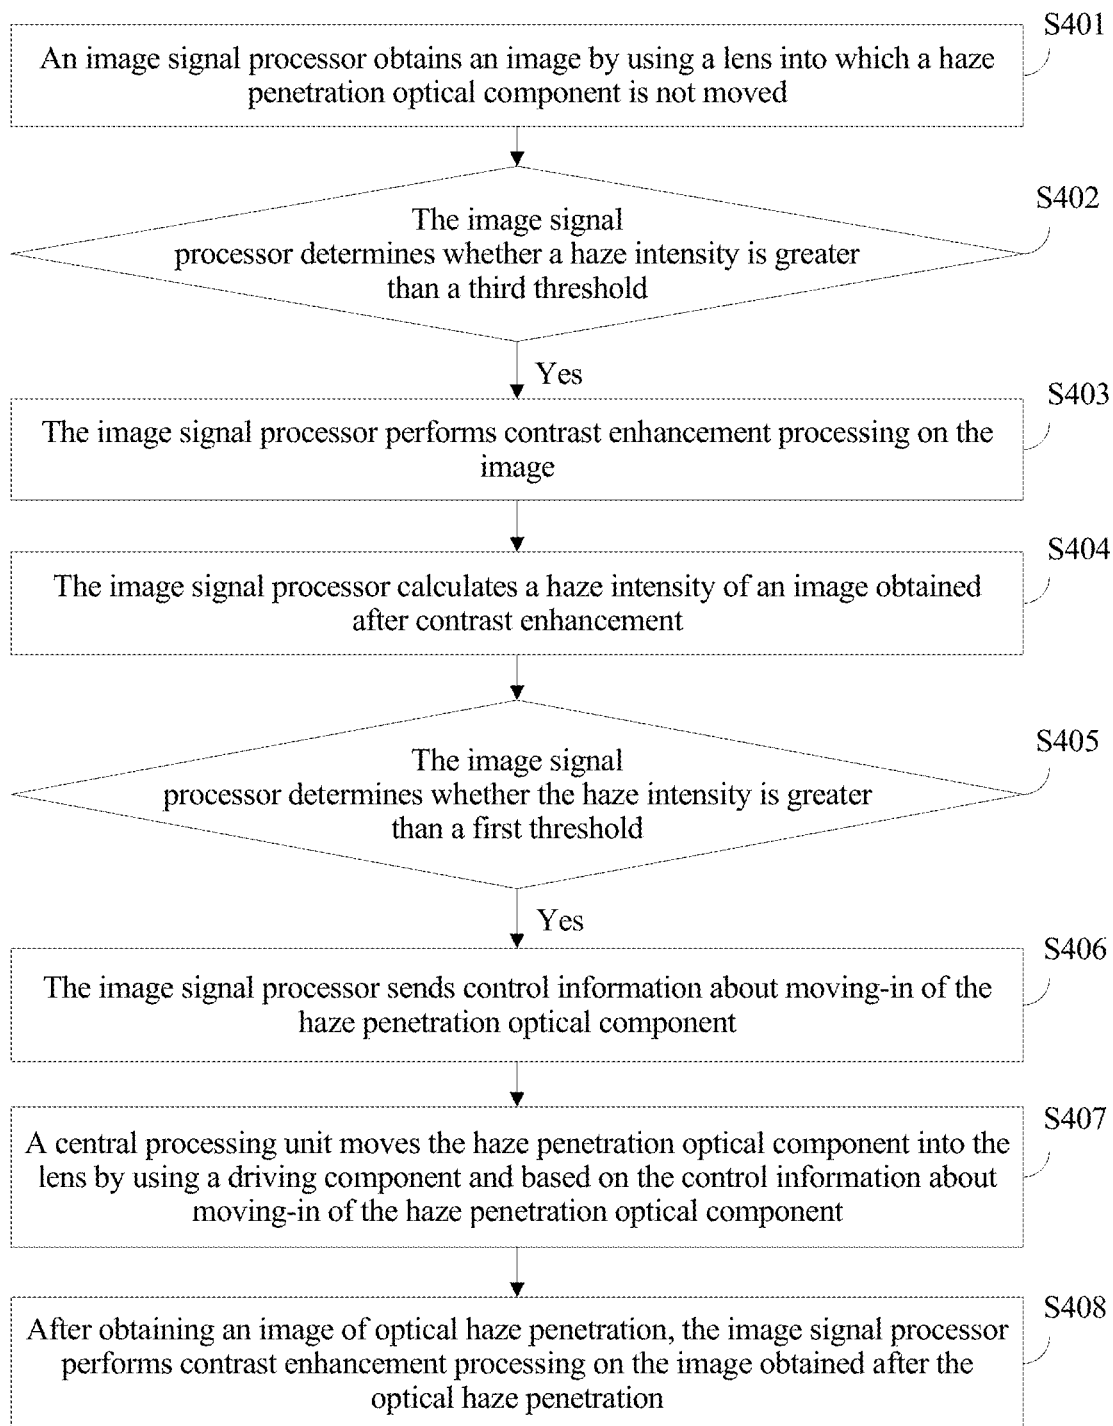 S401
An image signal processor obtains an image by using a lens into which a haze
penetration optical component is not moved
S402
The image signal
processor determines whether a haze intensity is greater
than a third threshold
Yes
S403
The image signal processor performs contrast enhancement processing on the
image
S404
The image signal processor calculates a haze intensity of an image obtained
after contrast enhancement
S405
The image signal
processor determines whether the haze intensity is greater
than a first threshold
Yes
S406
The image signal processor sends control information about moving-in of the
haze penetration optical component
S407
A central processing unit moves the haze penetration optical component into the
lens by using a driving component and based on the control information about
moving-in of the haze penetration optical component
S408
After obtaining an image of optical haze penetration, the image signal processor
performs contrast enhancement processing on the image obtained after the
optical haze penetration